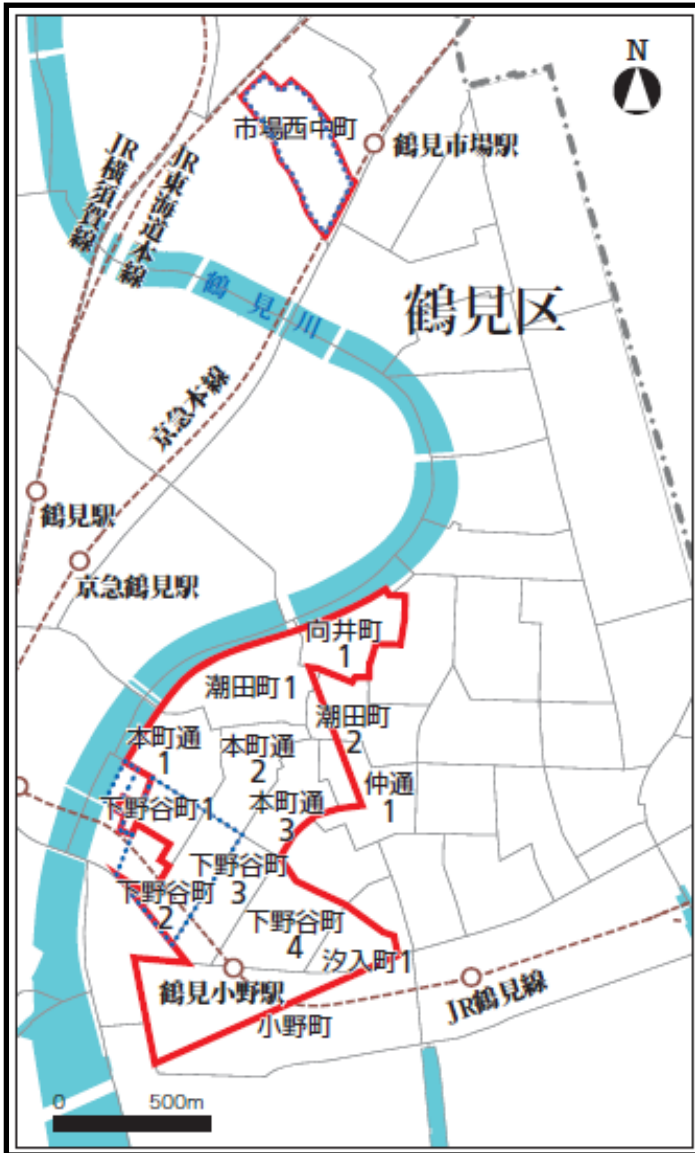 N
市場西中町
鶴見市場駅
JR横須賀線
JR東海道本線
鶴見川
鶴見区
京急本線
鶴見駅
京急鶴見駅
向井町
1
潮田町1
潮田町
2
本町通
1
本町通
2
仲通
1
下野谷町1
本町通
3
下野谷町
3
下野谷町
2
下野谷町
4
汐入町1
鶴見小野駅
JR鶴見線
小野町
0 500m